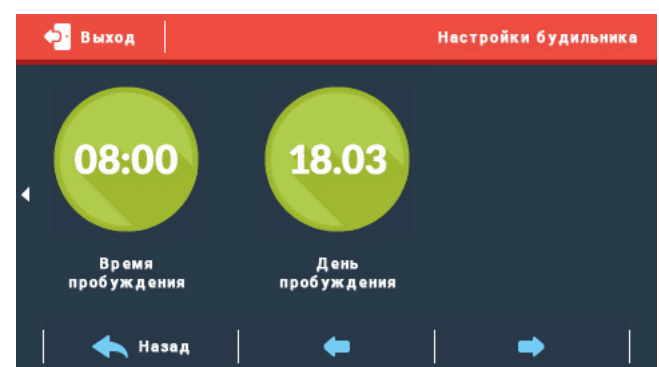 Выход
Настройки будильника
08:00
18.03
Время
пробуждения
День
пробуждения
Назад